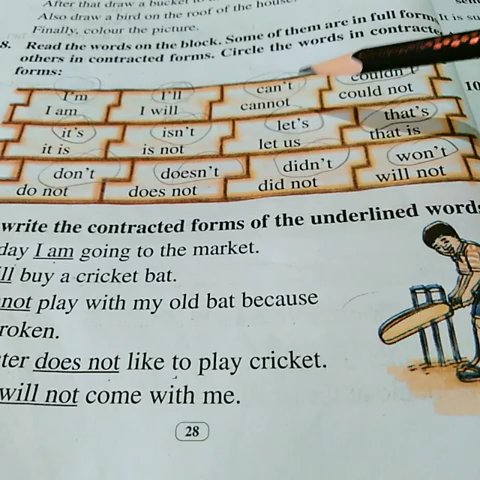 After that draw a bucket
Also draw a bird on the roof of the house.
Finally, colour the picture.
It is
8. Read the words on the block. Some of them are in full form,
others in contracted forms. Circle the words in
forms:
10
I'm I'll can't couldn't
I am I will cannot could not
it's isn't let's that's
it is is not let us that is
don't doesn't didn't won't
do not does not did not will not
write the contracted forms of the underlined
day I am going to the market.
buy a cricket bat.
not play with my old bat because
roken.
ter does not like to play cricket.
will not come with me.
28